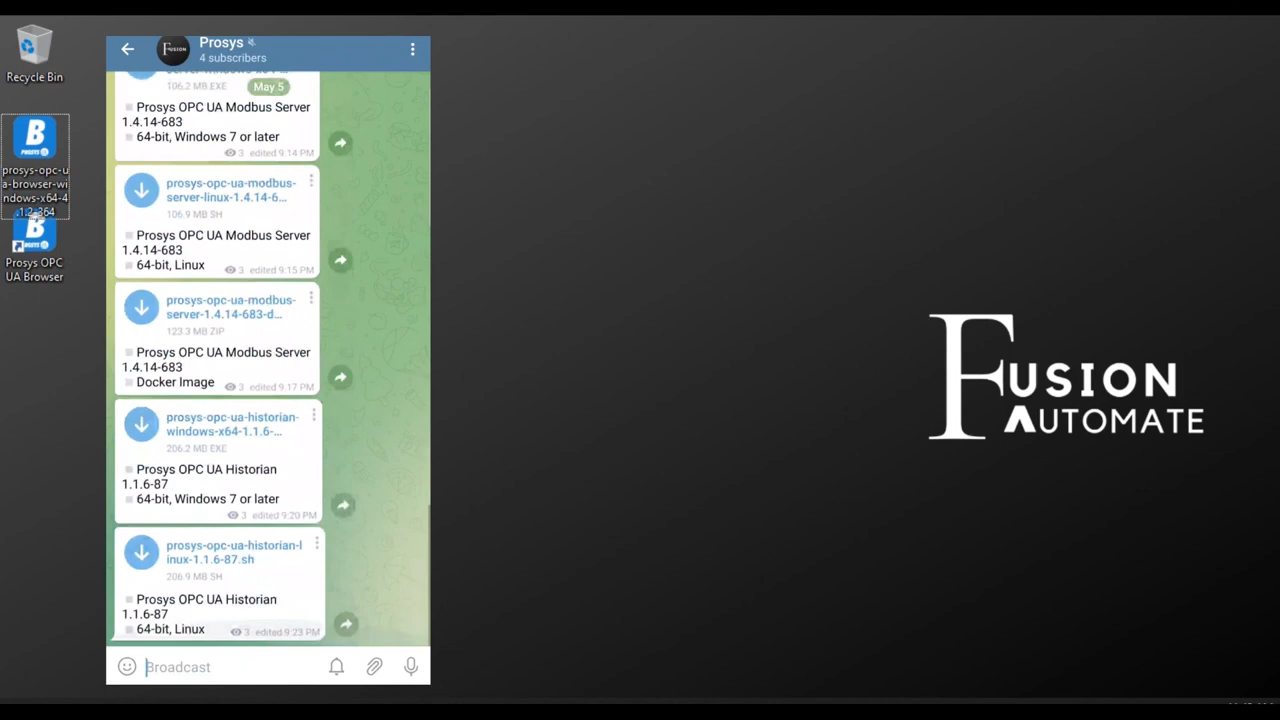 Recycle Bin
B
PROSYS
prosys-opc-u
a-browser-wi
ndows-x64-4
.1.2-364
B
PROSYS
Prosys OPC
UA Browser
FUSION
Prosys
4 subscribers
106.2 MB EXE
May 5
Prosys OPC UA Modbus Server
1.4.14-683
64-bit, Windows 7 or later
3 edited 9:14 PM
prosys-opc-ua-modbus-
server-linux-1.4.14-6...
106.9 MB SH
Prosys OPC UA Modbus Server
1.4.14-683
64-bit, Linux
3 edited 9:15 PM
prosys-opc-ua-modbus-
server-1.4.14-683-d...
123.3 MB ZIP
Prosys OPC UA Modbus Server
1.4.14-683
Docker Image
3 edited 9:17 PM
prosys-opc-ua-historian-
windows-x64-1.1.6-...
206.2 MB EXE
Prosys OPC UA Historian
1.1.6-87
64-bit, Windows 7 or later
3 edited 9:20 PM
prosys-opc-ua-historian-l
inux-1.1.6-87.sh
206.9 MB SH
Prosys OPC UA Historian
1.1.6-87
64-bit, Linux
3 edited 9:23 PM
Broadcast
FUSION
AUTOMATE